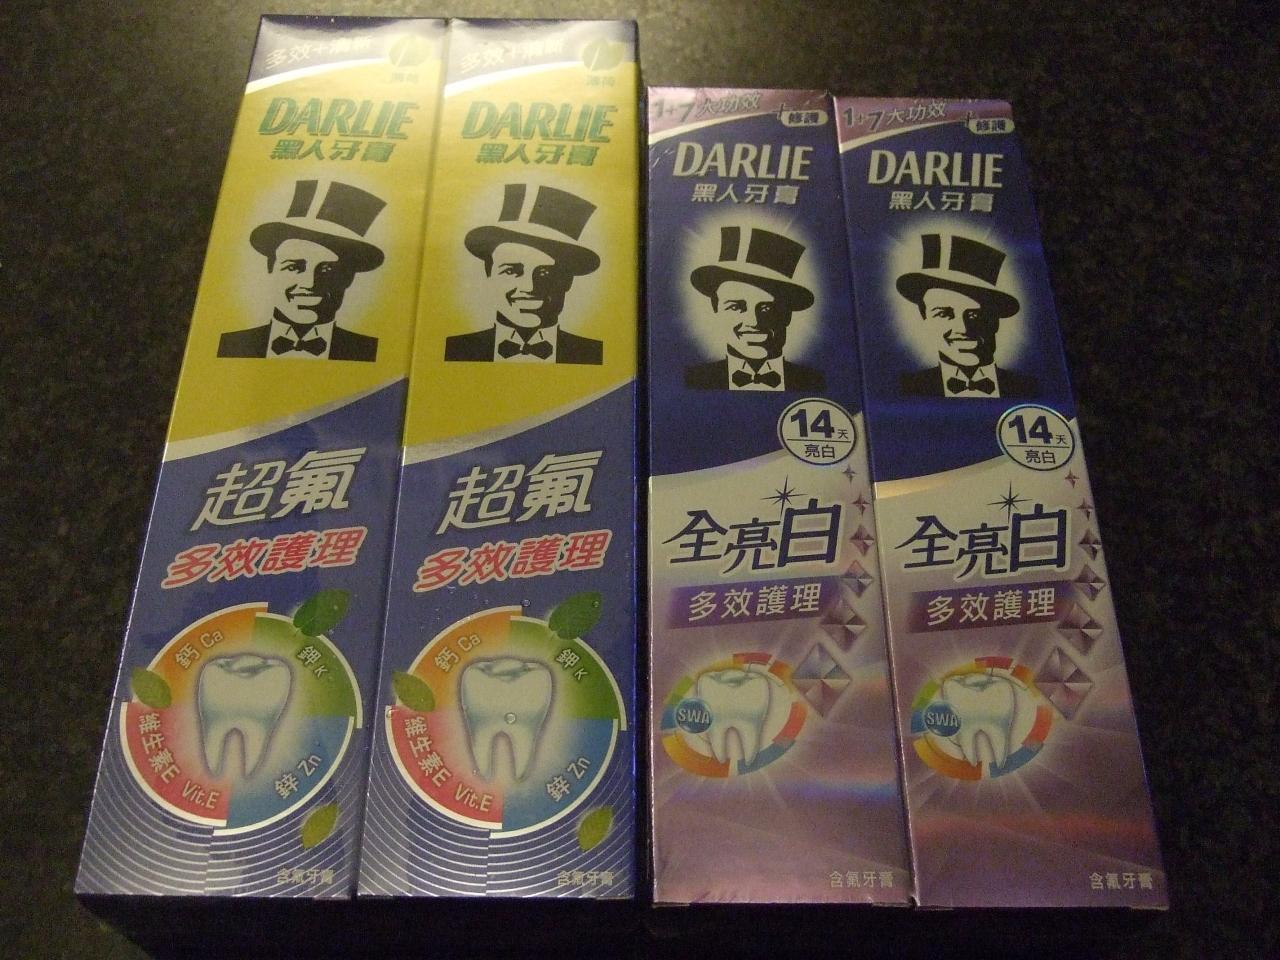 多效+清新
薄荷
DARLIE
黑人牙膏
超氟
多效護理
鈣 Ca
鉀 K
維生素E
Vit.E
鋅 Zn
含氟牙膏
多效+清新
薄荷
DARLIE
黑人牙膏
超氟
多效護理
鈣 Ca
鉀 K
維生素E
Vit.E
鋅 Zn
含氟牙膏
1+7大功效
+修護
DARLIE
黑人牙膏
14天
亮白
全亮白
多效護理
SWA
含氟牙膏
1+7大功效
+修護
DARLIE
黑人牙膏
14天
亮白
全亮白
多效護理
SWA
含氟牙膏